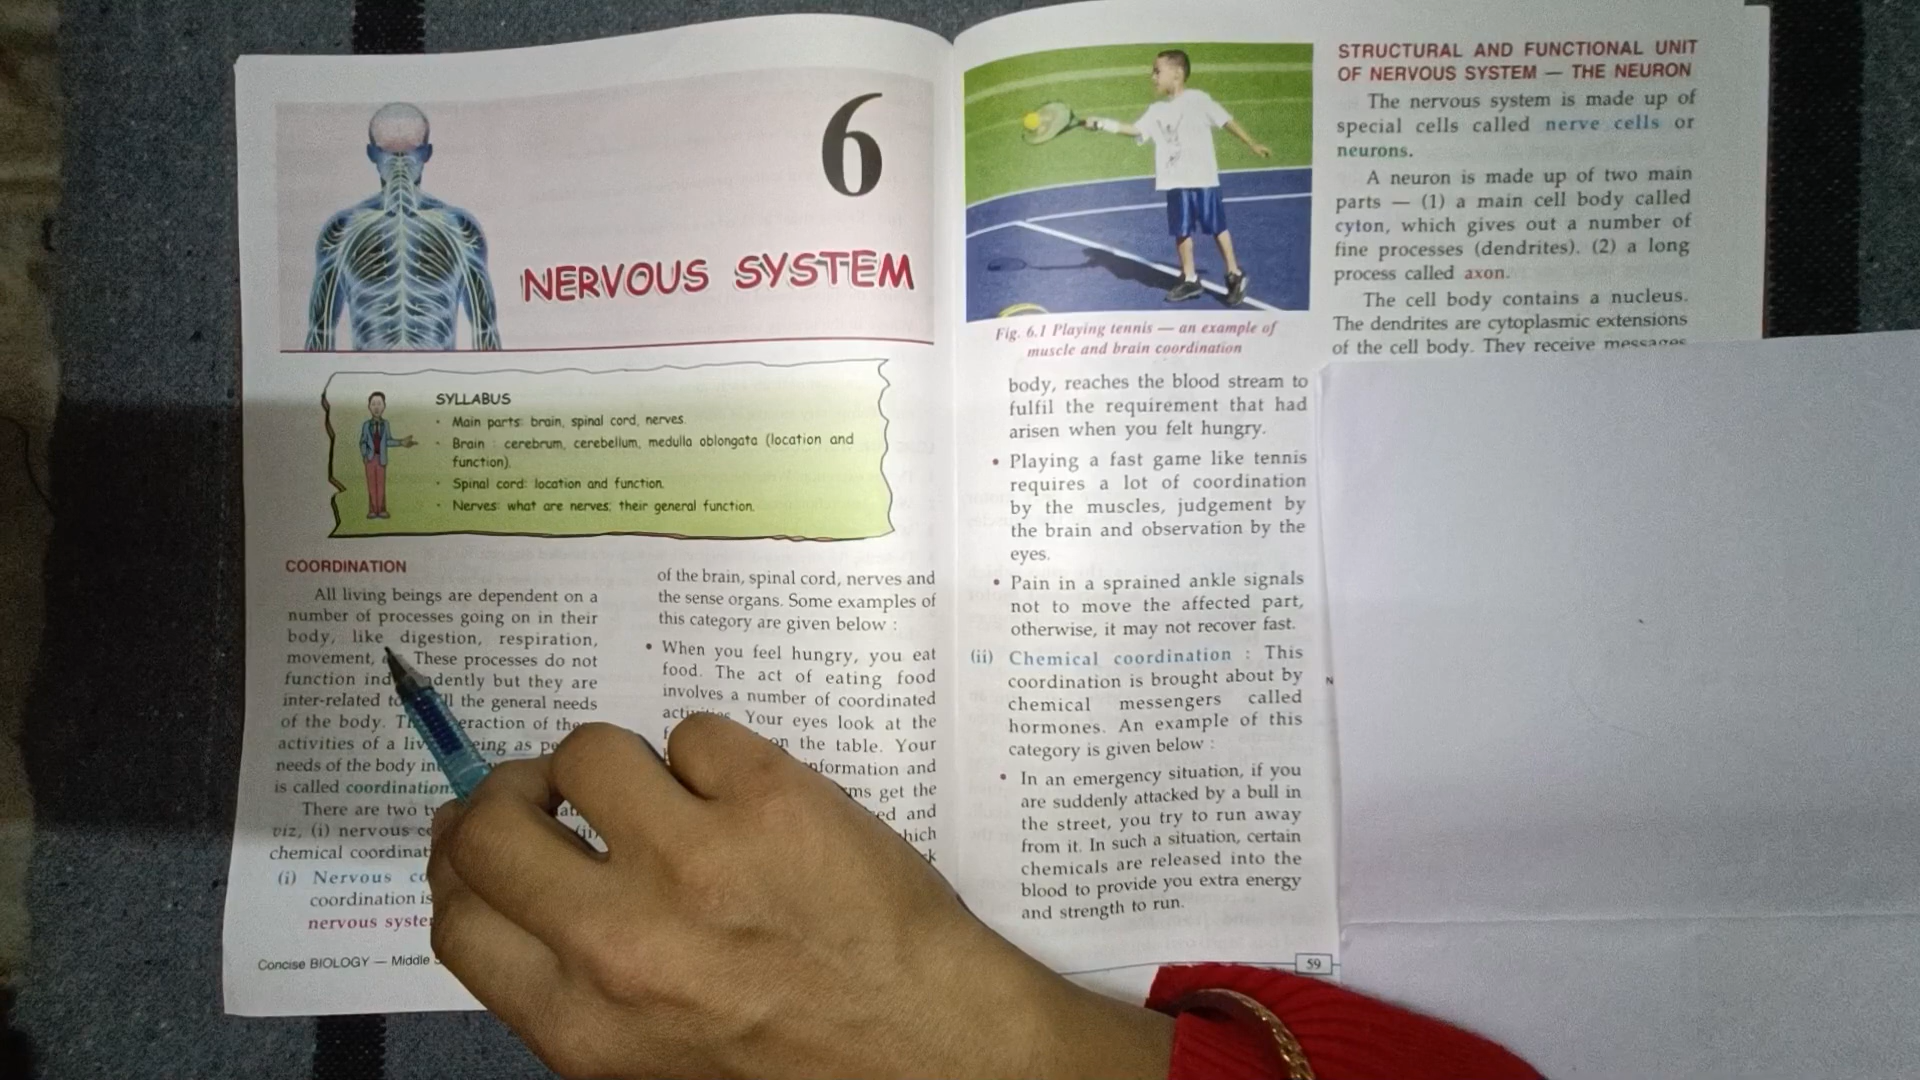 6
NERVOUS SYSTEM
SYLLABUS
• Main parts: brain, spinal cord, nerves.
• Brain : cerebrum, cerebellum, medulla oblongata (location and
function).
• Spinal cord: location and function.
• Nerves: what are nerves; their general function.
COORDINATION
All living beings are dependent on a
number of processes going on in their
body, like digestion, respiration,
movement, These processes do not
function but they are
inter-related the general needs
of the body. of
activities of a as
needs of the body
is called coordination
There are two
viz, (i) nervous (ii)
chemical
(i) Nervous
coordination is
nervous
Concise BIOLOGY — Middle
of the brain, spinal cord, nerves and
the sense organs. Some examples of
this category are given below :
• When you feel hungry, you eat
food. The act of eating food
involves a number of coordinated
Your eyes look at the
on the table. Your
information and
get the
and
which
body, reaches the blood stream to
fulfil the requirement that had
arisen when you felt hungry.
• Playing a fast game like tennis
requires a lot of coordination
by the muscles, judgement by
the brain and observation by the
eyes.
• Pain in a sprained ankle signals
not to move the affected part,
otherwise, it may not recover fast.
(ii) Chemical coordination : This
coordination is brought about by
chemical messengers called
hormones. An example of this
category is given below :
• In an emergency situation, if you
are suddenly attacked by a bull in
the street, you try to run away
from it. In such a situation, certain
chemicals are released into the
blood to provide you extra energy
and strength to run.
59
Fig. 6.1 Playing tennis — an example of
muscle and brain coordination
STRUCTURAL AND FUNCTIONAL UNIT
OF NERVOUS SYSTEM — THE NEURON
The nervous system is made up of
special cells called nerve cells or
neurons.
A neuron is made up of two main
parts — (1) a main cell body called
cyton, which gives out a number of
fine processes (dendrites). (2) a long
process called axon.
The cell body contains a nucleus.
The dendrites are cytoplasmic extensions
of the cell body. They receive messages